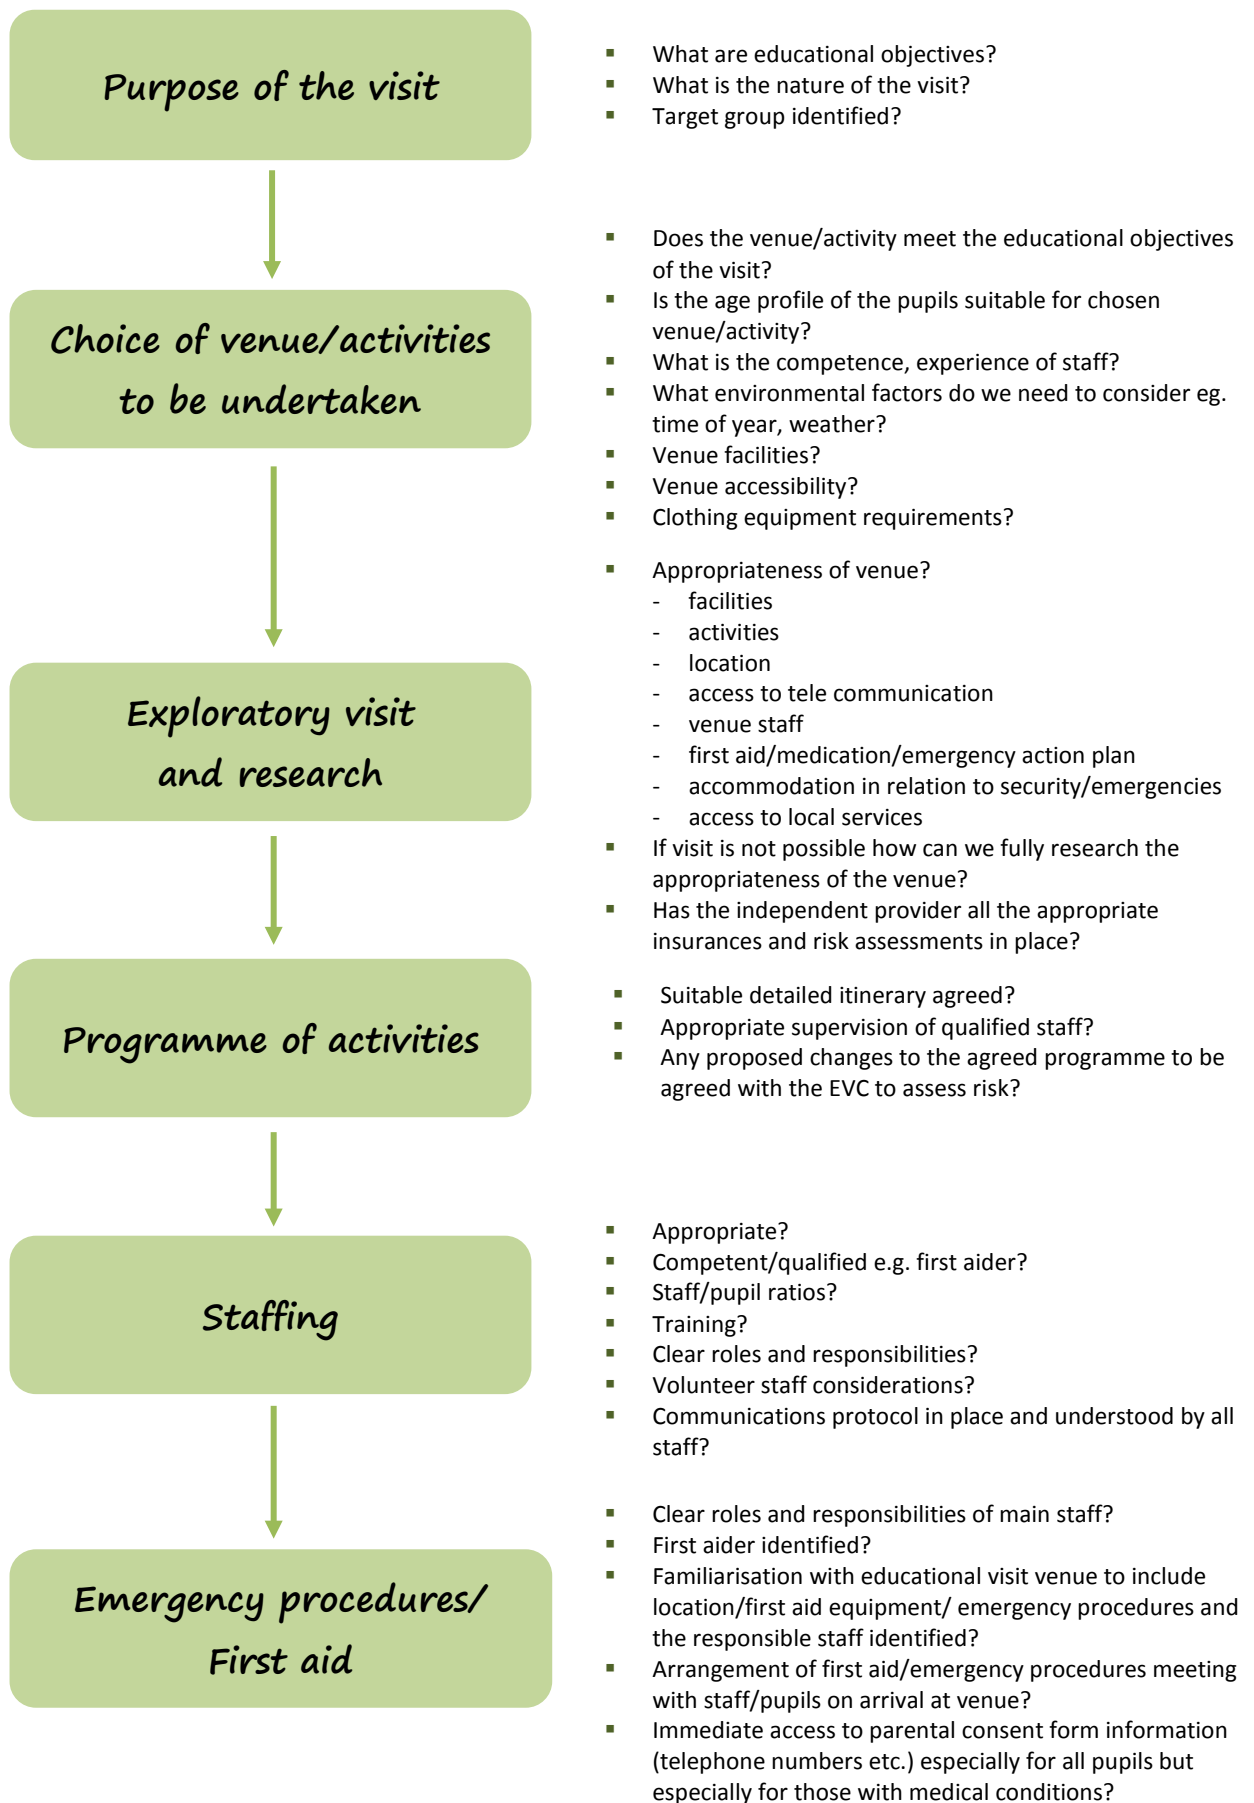 Purpose of the visit
▪ What are educational objectives?
▪ What is the nature of the visit?
▪ Target group identified?
Choice of venue/activities
to be undertaken
▪ Does the venue/activity meet the educational objectives
of the visit?
▪ Is the age profile of the pupils suitable for chosen
venue/activity?
▪ What is the competence, experience of staff?
▪ What environmental factors do we need to consider eg.
time of year, weather?
▪ Venue facilities?
▪ Venue accessibility?
▪ Clothing equipment requirements?
Exploratory visit
and research
▪ Appropriateness of venue?
- facilities
- activities
- location
- access to tele communication
- venue staff
- first aid/medication/emergency action plan
- accommodation in relation to security/emergencies
- access to local services
▪ If visit is not possible how can we fully research the
appropriateness of the venue?
▪ Has the independent provider all the appropriate
insurances and risk assessments in place?
Programme of activities
▪ Suitable detailed itinerary agreed?
▪ Appropriate supervision of qualified staff?
▪ Any proposed changes to the agreed programme to be
agreed with the EVC to assess risk?
Staffing
▪ Appropriate?
▪ Competent/qualified e.g. first aider?
▪ Staff/pupil ratios?
▪ Training?
▪ Clear roles and responsibilities?
▪ Volunteer staff considerations?
▪ Communications protocol in place and understood by all
staff?
Emergency procedures/
First aid
▪ Clear roles and responsibilities of main staff?
▪ First aider identified?
▪ Familiarisation with educational visit venue to include
location/first aid equipment/ emergency procedures and
the responsible staff identified?
▪ Arrangement of first aid/emergency procedures meeting
with staff/pupils on arrival at venue?
▪ Immediate access to parental consent form information
(telephone numbers etc.) especially for all pupils but
especially for those with medical conditions?